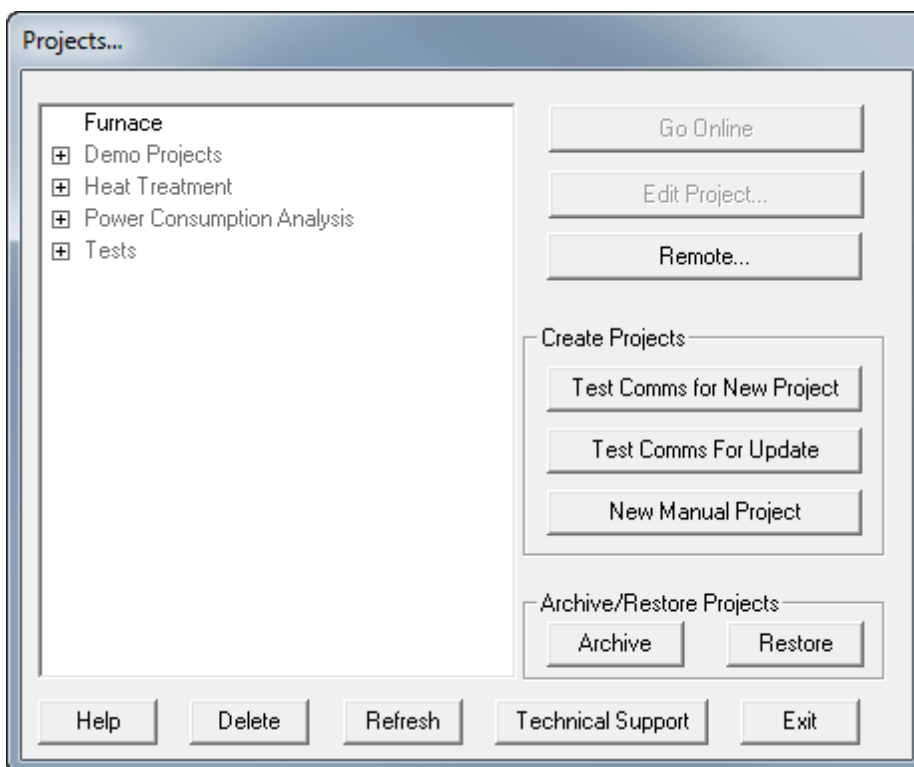 Projects...
Furnace
Demo Projects
Heat Treatment
Power Consumption Analysis
Tests
Go Online
Edit Project...
Remote...
Create Projects
Test Comms for New Project
Test Comms For Update
New Manual Project
Archive/Restore Projects
Archive Restore
Help Delete Refresh Technical Support Exit